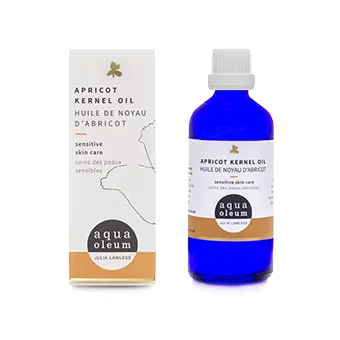 APRICOT
KERNEL OIL
HUILE DE NOYAU
D'ABRICOT
sensitive
skin care
soins des peaux
sensibles
aqua
oleum
JULIA LAWLESS
APRICOT KERNEL OIL
HUILE DE NOYAU D'ABRICOT
sensitive skin care
soins des peaux sensibles
aqua
oleum
JULIA LAWLESS